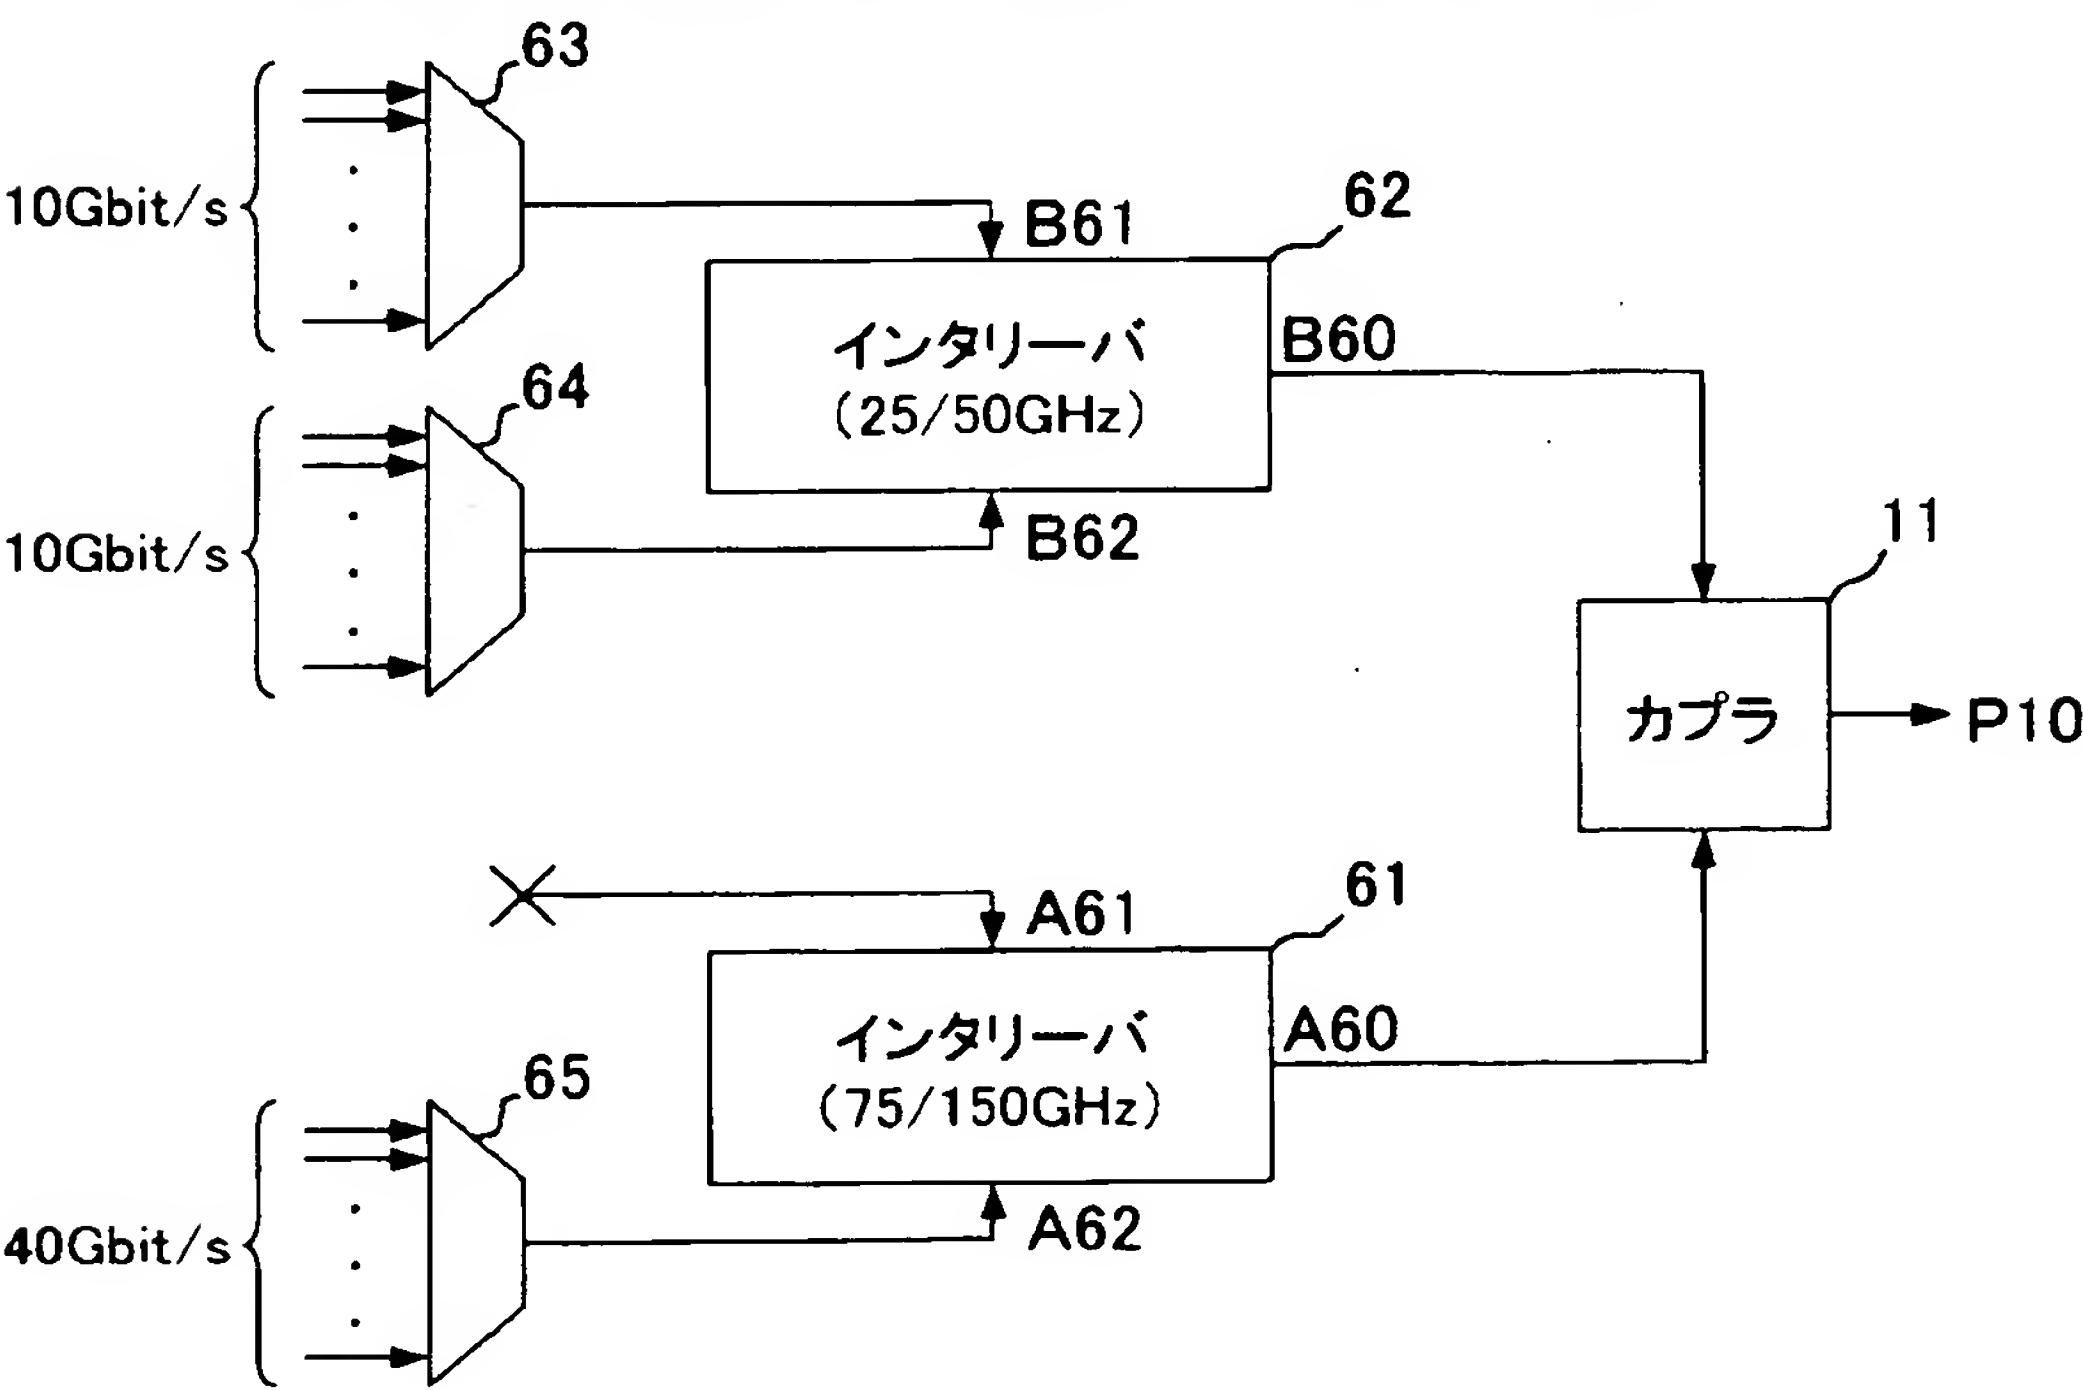 63
10Gbit/s
B61
62
インタリーバ
(25/50GHz)
B60
64
10Gbit/s
B62
11
カプラ
P10
A61
61
インタリーバ
(75/150GHz)
A60
65
40Gbit/s
A62